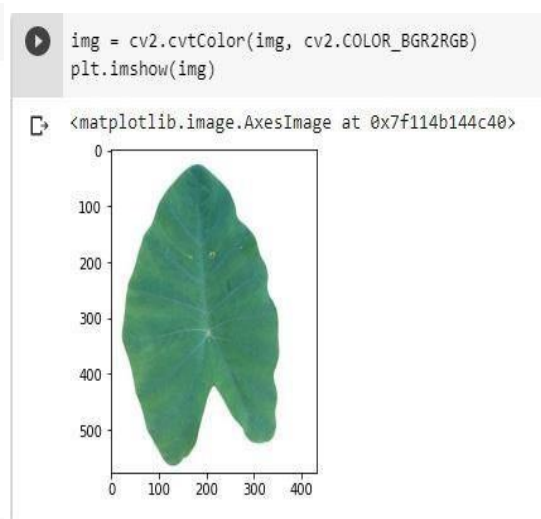 img = cv2.cvtColor(img, cv2.COLOR_BGR2RGB)
plt.imshow(img)
<matplotlib.image.AxesImage at 0x7f114b144c40>
0
100
200
300
400
500
0 100 200 300 400